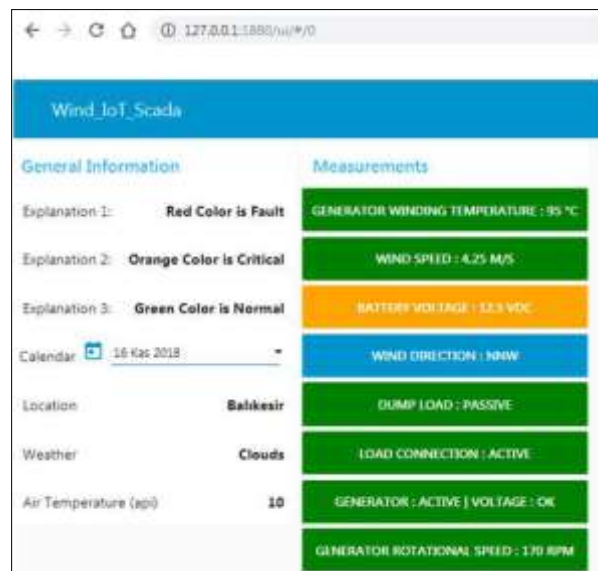 127.0.0.1:1880/ui/#/0
Wind_IoT_Scada
General Information
Explanation 1: Red Color is Fault
Explanation 2: Orange Color is Critical
Explanation 3: Green Color is Normal
Calendar 16 Kas 2018
Location Balıkesir
Weather Clouds
Air Temperature (api) 10
Measurements
GENERATOR WINDING TEMPERATURE : 95 °C
WIND SPEED : 4.25 M/S
BATTERY VOLTAGE : 12.5 VDC
WIND DIRECTION : NNW
DUMP LOAD : PASSIVE
LOAD CONNECTION : ACTIVE
GENERATOR : ACTIVE | VOLTAGE : OK
GENERATOR ROTATIONAL SPEED : 170 RPM